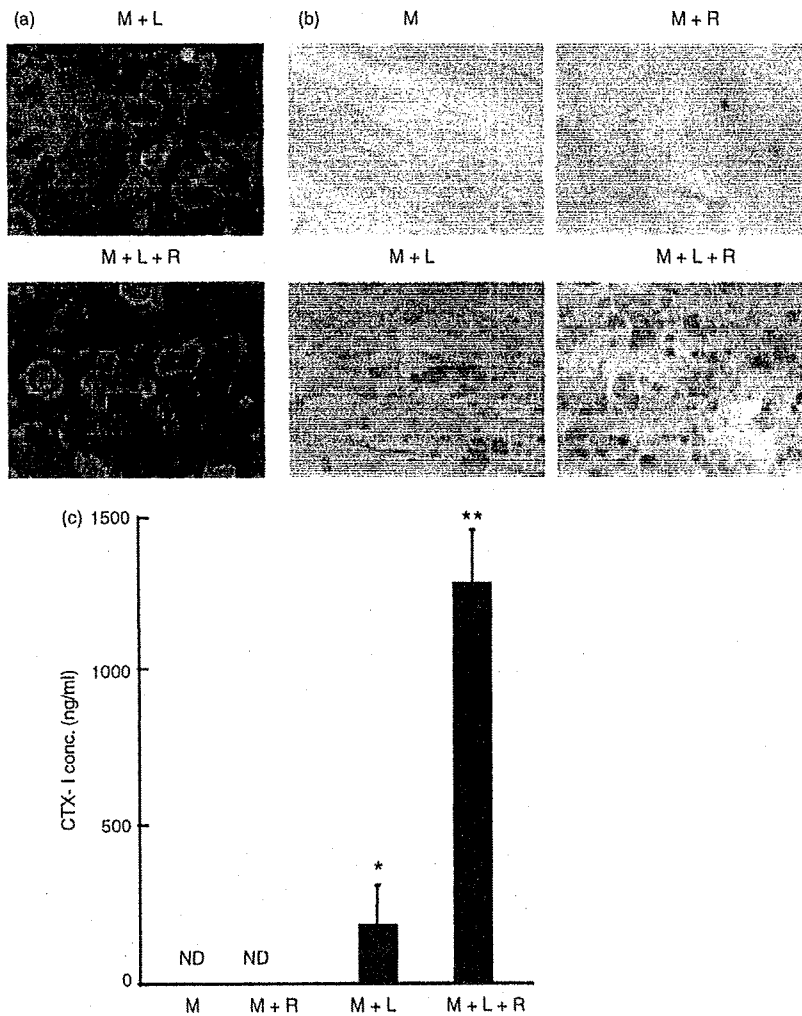 (a) M + L (b) M M + R
M + L + R M + L M + L + R
(c) 1500
**
1000
CTX- I conc. (ng/ml)
500
*
ND ND
0
M M + R M + L M + L + R